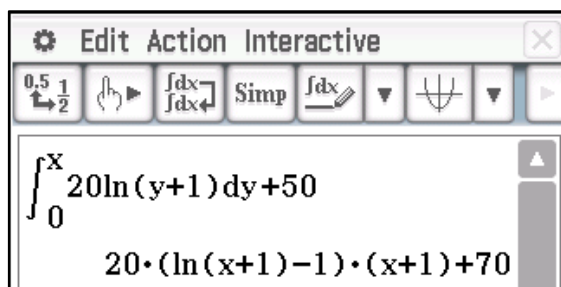 Edit Action Interactive
0.5 1 2 ∫dx ∫dx Simp ∫dx
∫₀ˣ 20ln(y+1)dy+50
20·(ln(x+1)-1)·(x+1)+70